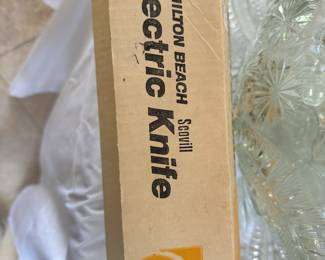 MILTON BEACH
Scovill
ectric Knife